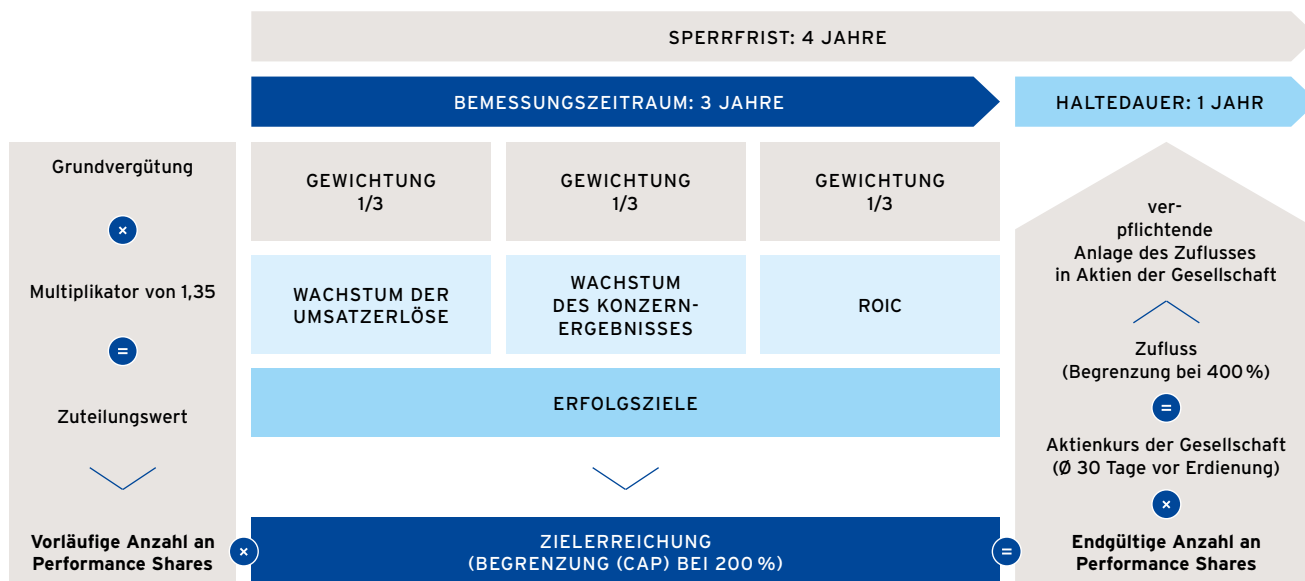 SPERRFRIST: 4 JAHRE
BEMESSUNGSZEITRAUM: 3 JAHRE
HALTEDAUER: 1 JAHR
Grundvergütung
×
Multiplikator von 1,35
=
Zuteilungswert
Vorläufige Anzahl an
Performance Shares
×
GEWICHTUNG
1/3
GEWICHTUNG
1/3
GEWICHTUNG
1/3
WACHSTUM DER
UMSATZERLÖSE
WACHSTUM
DES KONZERN-
ERGEBNISSES
ROIC
ERFOLGSZIELE
ZIELERREICHUNG
(BEGRENZUNG (CAP) BEI 200 %)
=
ver-
pflichtende
Anlage des Zuflusses
in Aktien der Gesellschaft
Zufluss
(Begrenzung bei 400 %)
=
Aktienkurs der Gesellschaft
(Ø 30 Tage vor Erdienung)
×
Endgültige Anzahl an
Performance Shares